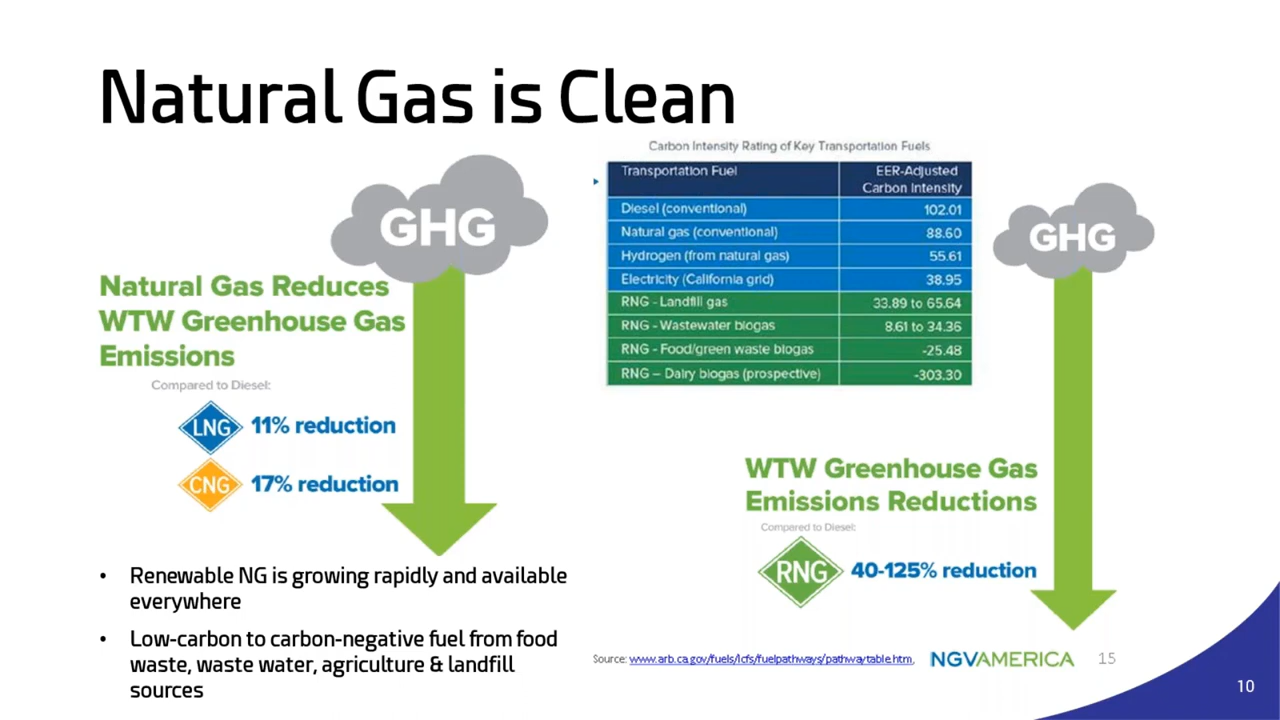 Natural Gas is Clean
GHG
Natural Gas Reduces
WTW Greenhouse Gas
Emissions
Compared to Diesel:
LNG 11% reduction
CNG 17% reduction
• Renewable NG is growing rapidly and available
everywhere
• Low-carbon to carbon-negative fuel from food
waste, waste water, agriculture & landfill
sources
Carbon Intensity Rating of Key Transportation Fuels
Transportation Fuel EER-Adjusted
Carbon Intensity
Diesel (conventional) 102.01
Natural gas (conventional) 88.60
Hydrogen (from natural gas) 55.61
Electricity (California grid) 38.95
RNG - Landfill gas 33.89 to 65.64
RNG - Wastewater biogas 8.61 to 34.36
RNG - Food/green waste biogas -25.48
RNG – Dairy biogas (prospective) -303.30
GHG
WTW Greenhouse Gas
Emissions Reductions
Compared to Diesel:
RNG 40-125% reduction
Source: www.arb.ca.gov/fuels/lcfs/fuelpathways/pathwaytable.htm,
NGVAMERICA 15
10